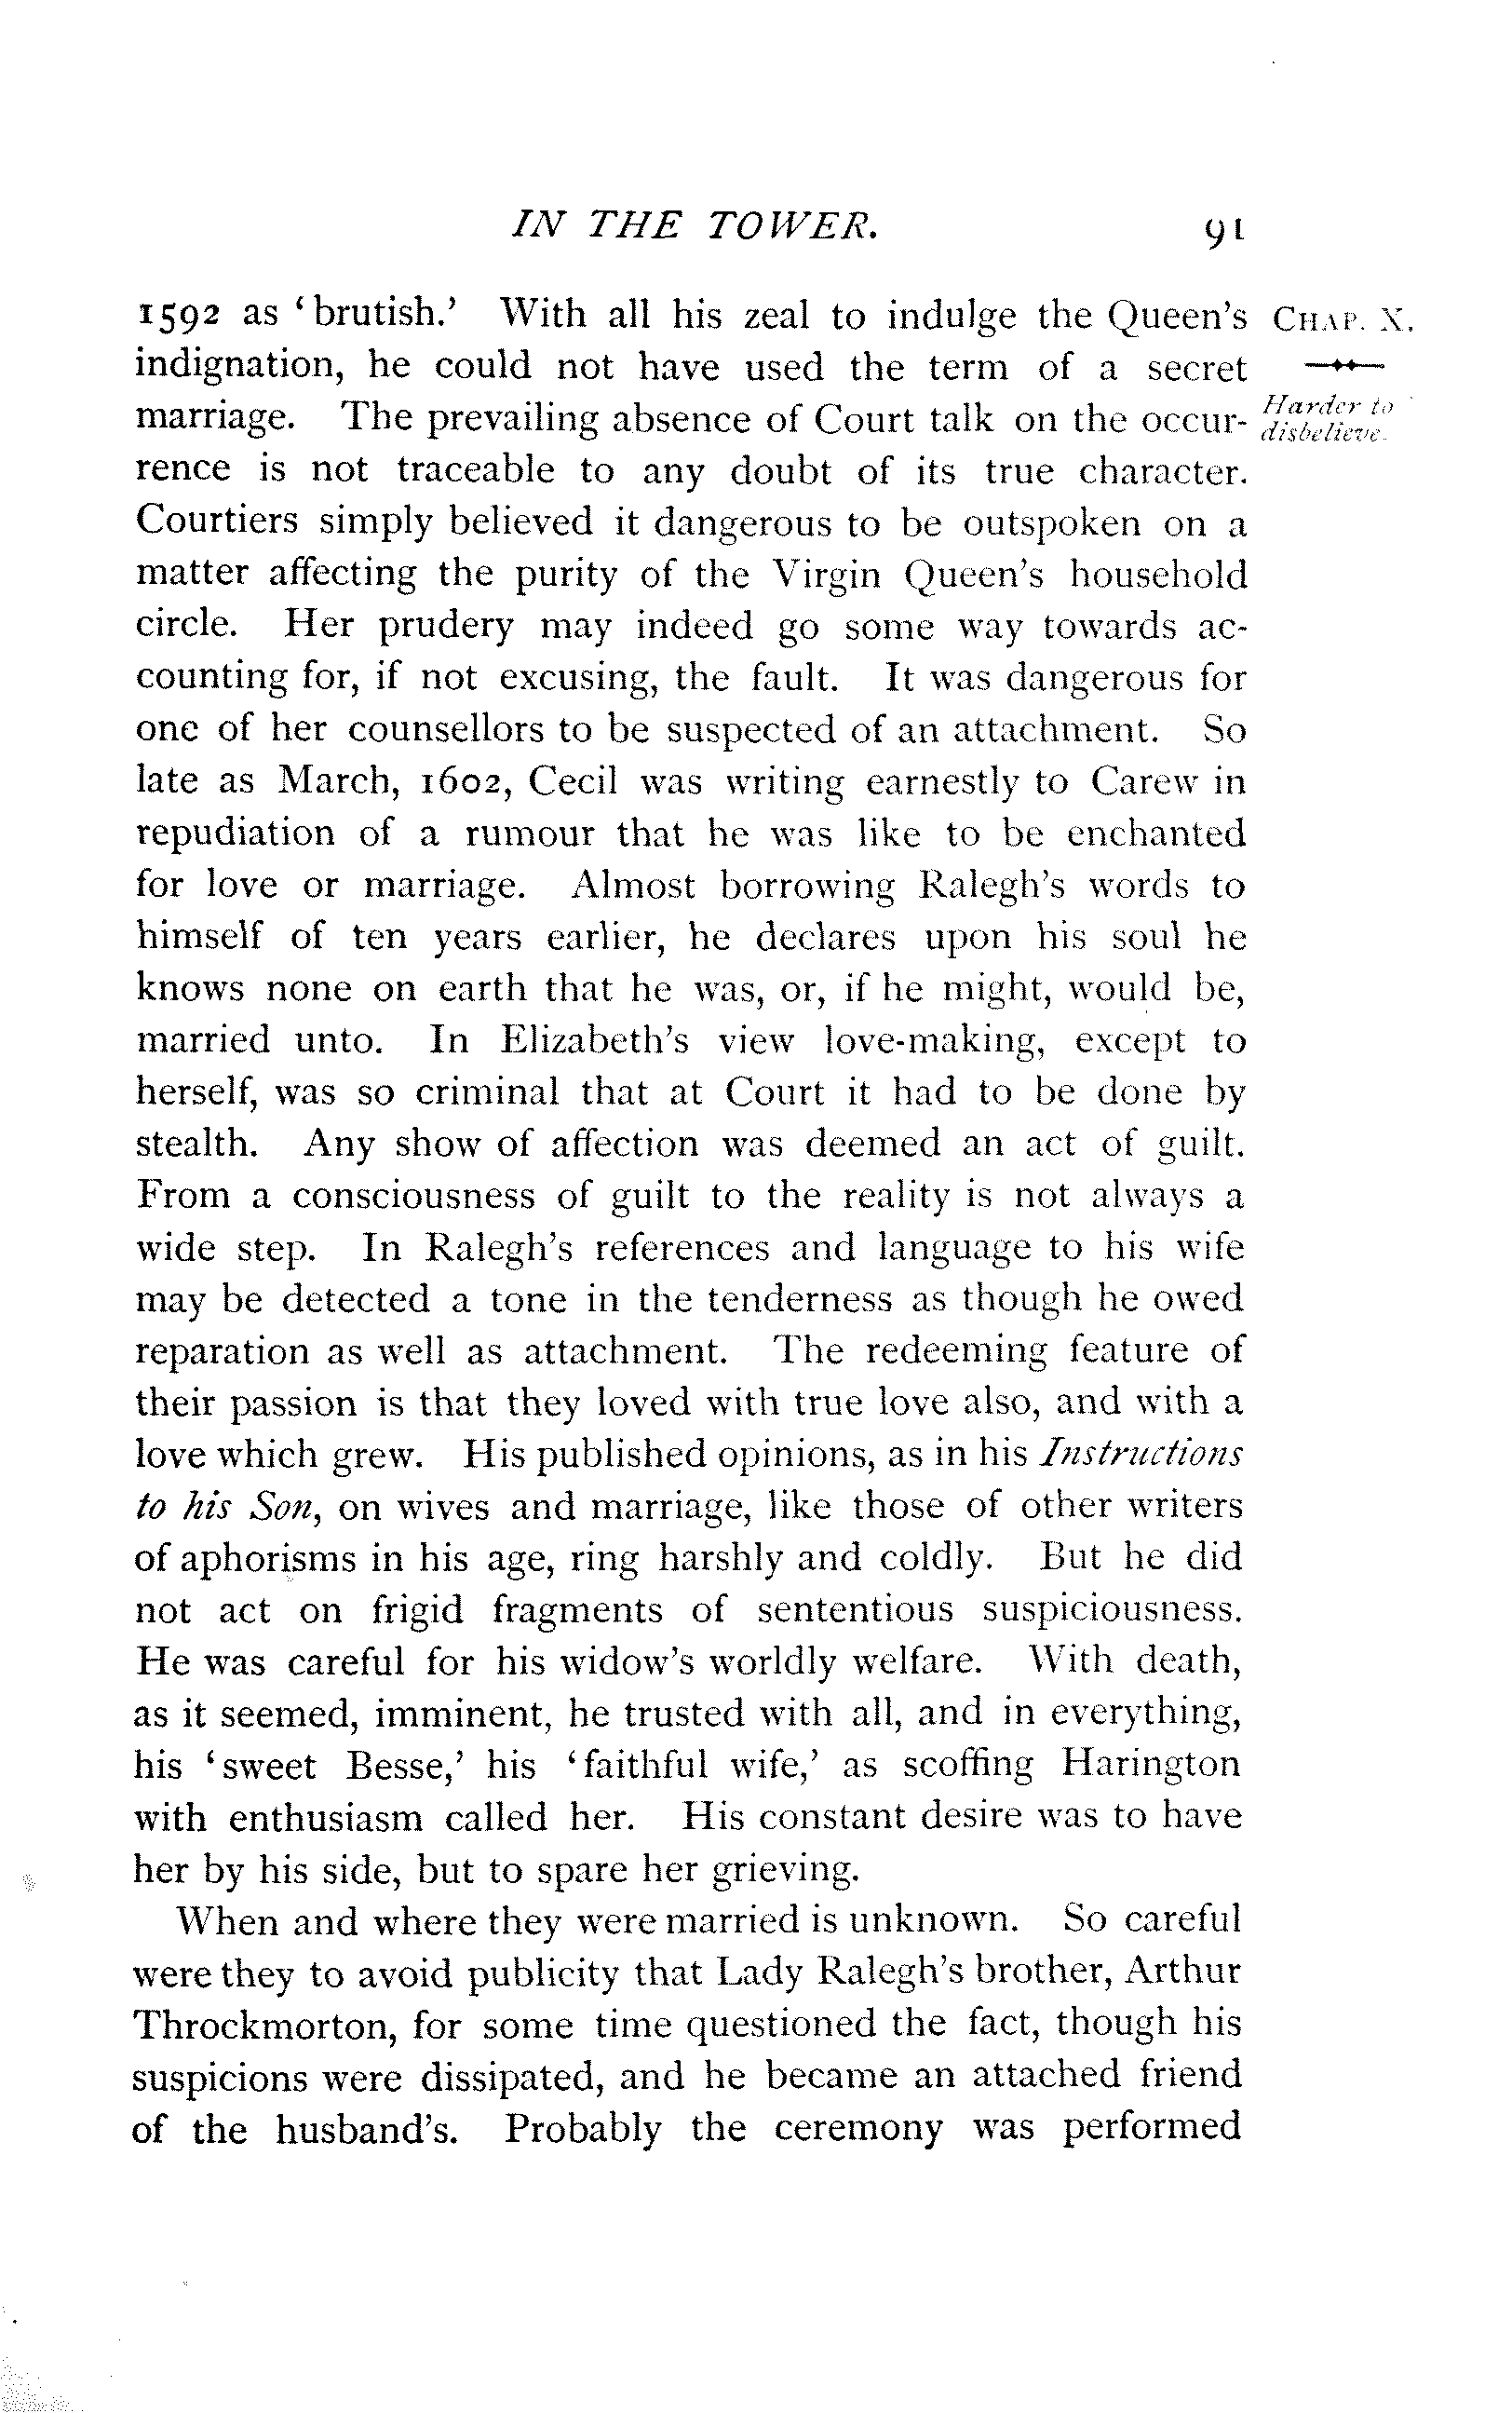 IN THE TOWER. 91
1592 as ‘brutish.’ With all his zeal to indulge the Queen's CHAP. X.
indignation, he could not have used the term of a secret
marriage. The prevailing absence of Court talk on the occur- Harder to disbelieve.
rence is not traceable to any doubt of its true character.
Courtiers simply believed it dangerous to be outspoken on a
matter affecting the purity of the Virgin Queen's household
circle. Her prudery may indeed go some way towards ac-
counting for, if not excusing, the fault. It was dangerous for
one of her counsellors to be suspected of an attachment. So
late as March, 1602, Cecil was writing earnestly to Carew in
repudiation of a rumour that he was like to be enchanted
for love or marriage. Almost borrowing Ralegh's words to
himself of ten years earlier, he declares upon his soul he
knows none on earth that he was, or, if he might, would be,
married unto. In Elizabeth's view love-making, except to
herself, was so criminal that at Court it had to be done by
stealth. Any show of affection was deemed an act of guilt.
From a consciousness of guilt to the reality is not always a
wide step. In Ralegh's references and language to his wife
may be detected a tone in the tenderness as though he owed
reparation as well as attachment. The redeeming feature of
their passion is that they loved with true love also, and with a
love which grew. His published opinions, as in his Instructions
to his Son, on wives and marriage, like those of other writers
of aphorisms in his age, ring harshly and coldly. But he did
not act on frigid fragments of sententious suspiciousness.
He was careful for his widow's worldly welfare. With death,
as it seemed, imminent, he trusted with all, and in everything,
his ‘sweet Besse,’ his ‘faithful wife,’ as scoffing Harington
with enthusiasm called her. His constant desire was to have
her by his side, but to spare her grieving.
When and where they were married is unknown. So careful
were they to avoid publicity that Lady Ralegh's brother, Arthur
Throckmorton, for some time questioned the fact, though his
suspicions were dissipated, and he became an attached friend
of the husband's. Probably the ceremony was performed